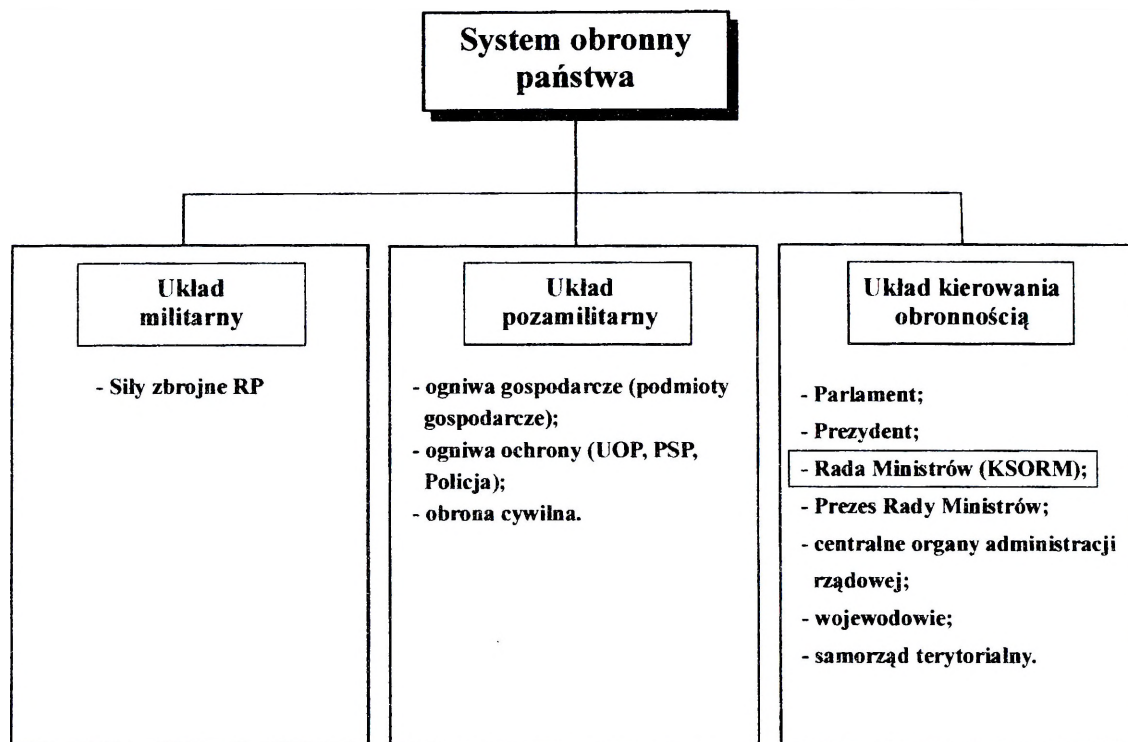 System obronny
państwa
Układ
militarny
- Siły zbrojne RP
Układ
pozamilitarny
- ogniwa gospodarcze (podmioty
gospodarcze);
- ogniwa ochrony (UOP, PSP,
Policja);
- obrona cywilna.
Układ kierowania
obronnością
- Parlament;
- Prezydent;
- Rada Ministrów (KSORM);
- Prezes Rady Ministrów;
- centralne organy administracji
rządowej;
- wojewodowie;
- samorząd terytorialny.